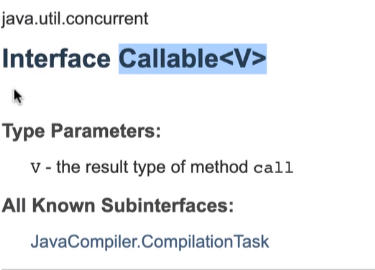 java.util.concurrent
Interface Callable<V>
Type Parameters:
V - the result type of method call
All Known Subinterfaces:
JavaCompiler.CompilationTask